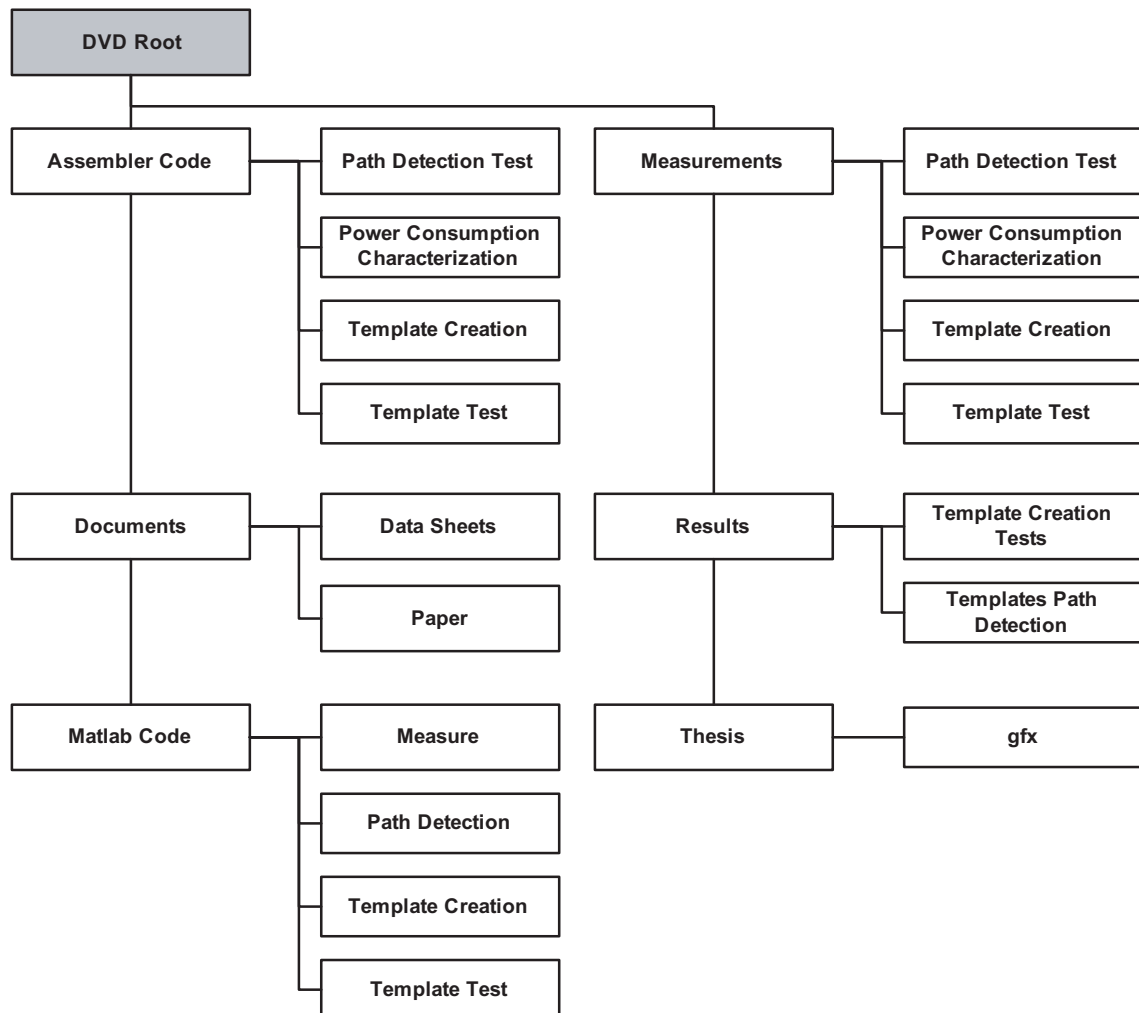 DVD Root
Assembler Code
Path Detection Test
Power Consumption
Characterization
Template Creation
Template Test
Documents
Data Sheets
Paper
Matlab Code
Measure
Path Detection
Template Creation
Template Test
Measurements
Path Detection Test
Power Consumption
Characterization
Template Creation
Template Test
Results
Template Creation
Tests
Templates Path
Detection
Thesis
gfx